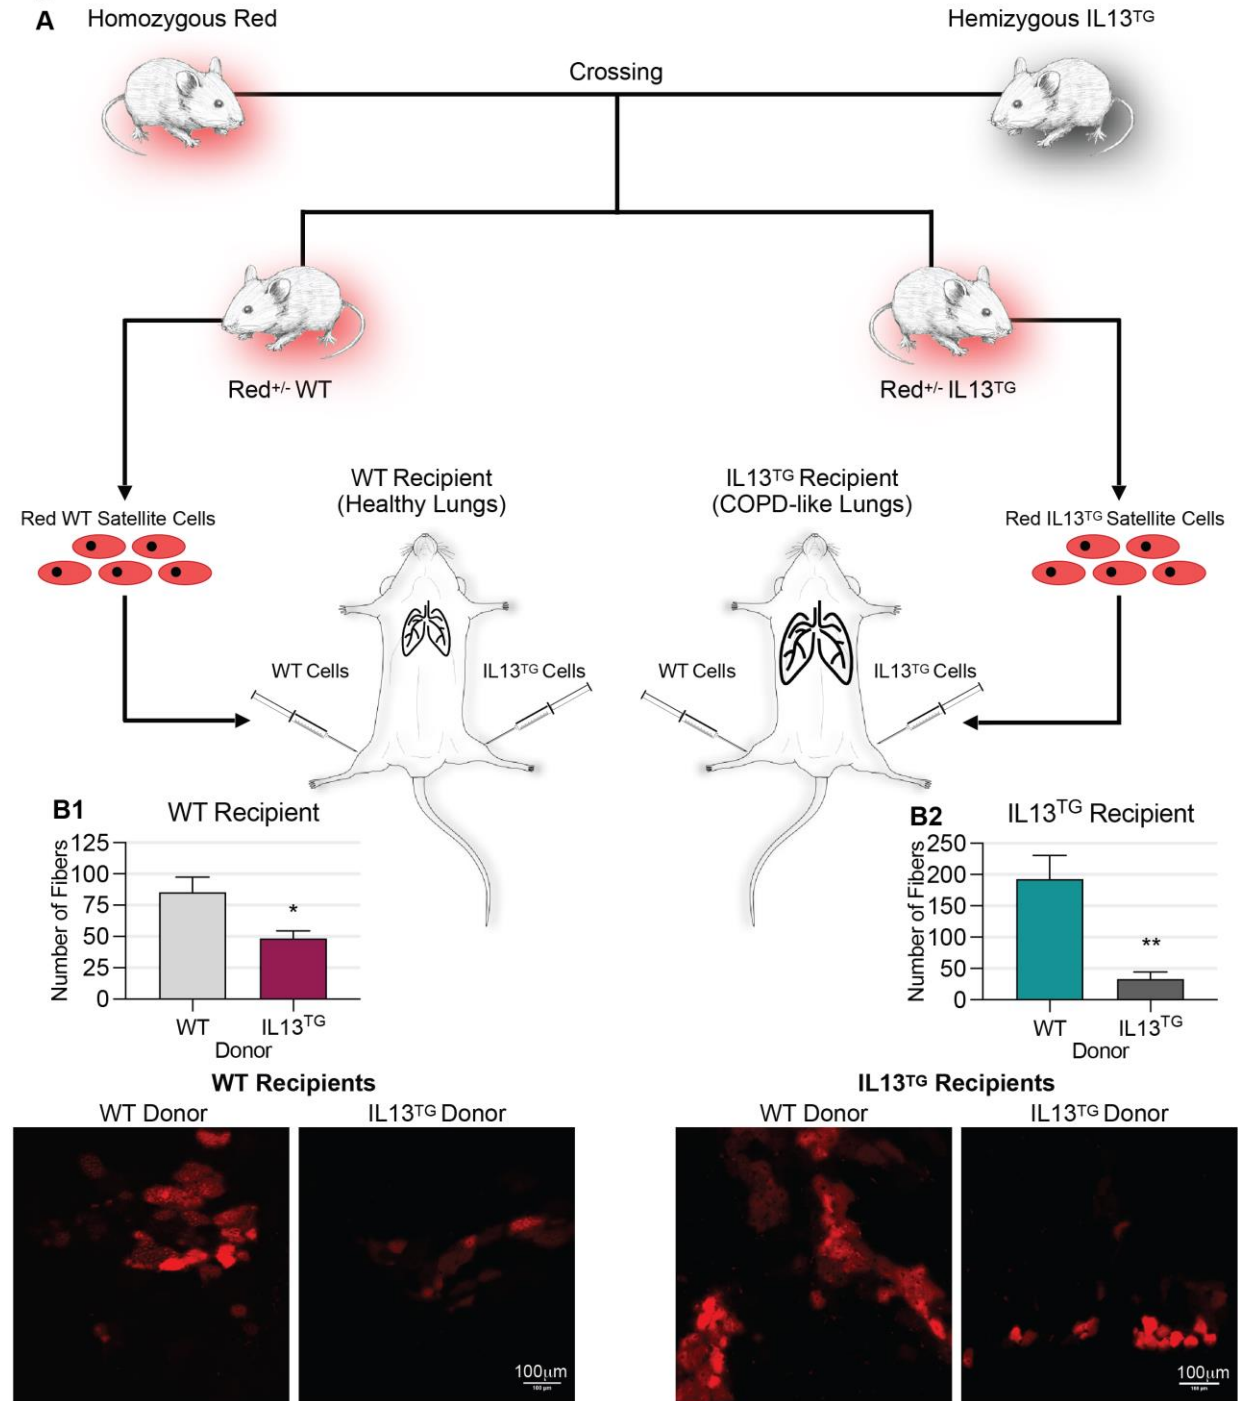 A
Homozygous Red
Hemizygous IL13ᵀᴳ
Crossing
Red⁺/⁻ WT
Red⁺/⁻ IL13ᵀᴳ
WT Recipient
(Healthy Lungs)
IL13ᵀᴳ Recipient
(COPD-like Lungs)
Red WT Satellite Cells
Red IL13ᵀᴳ Satellite Cells
WT Cells
IL13ᵀᴳ Cells
WT Cells
IL13ᵀᴳ Cells
B1
WT Recipient
Number of Fibers
125
100
75
50
25
0
*
WT
IL13ᵀᴳ
Donor
B2
IL13ᵀᴳ Recipient
Number of Fibers
250
200
150
100
50
0
**
WT
IL13ᵀᴳ
Donor
WT Recipients
WT Donor
IL13ᵀᴳ Donor
100μm
100 μm
IL13ᵀᴳ Recipients
WT Donor
IL13ᵀᴳ Donor
100μm
100 μm